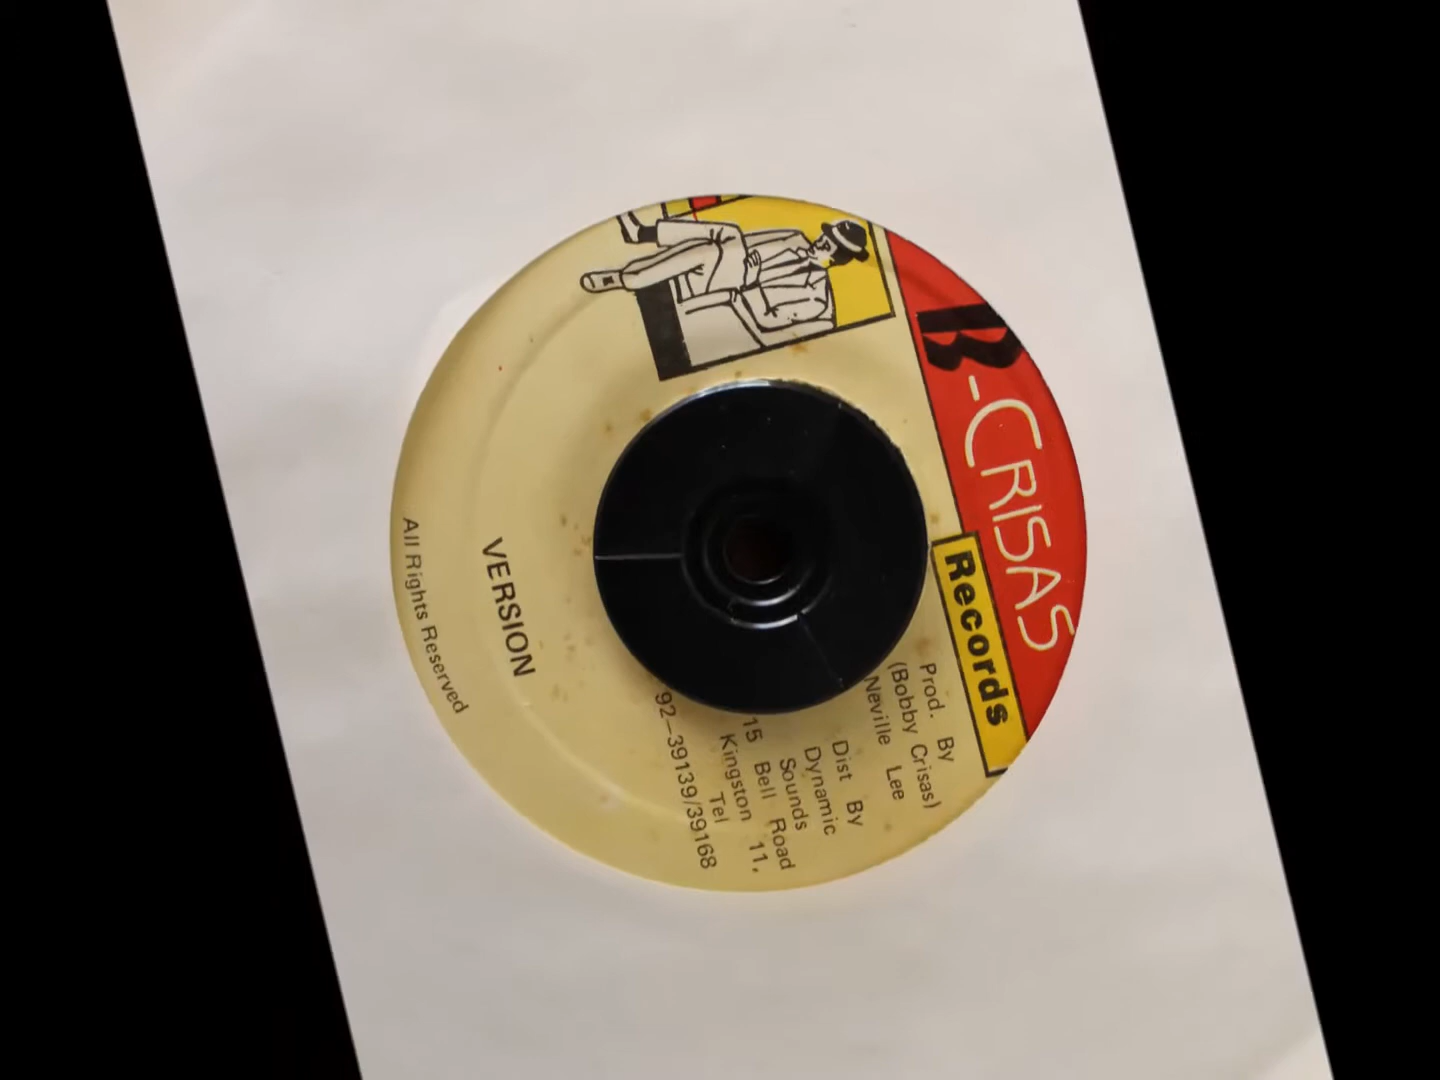 B-CRISAS
Records
Prod. By
(Bobby Crisas)
Neville Lee
Dist By
Dynamic
Sounds
15 Bell Road
Kingston 11,
Tel
92-39139/39168
VERSION
All Rights Reserved